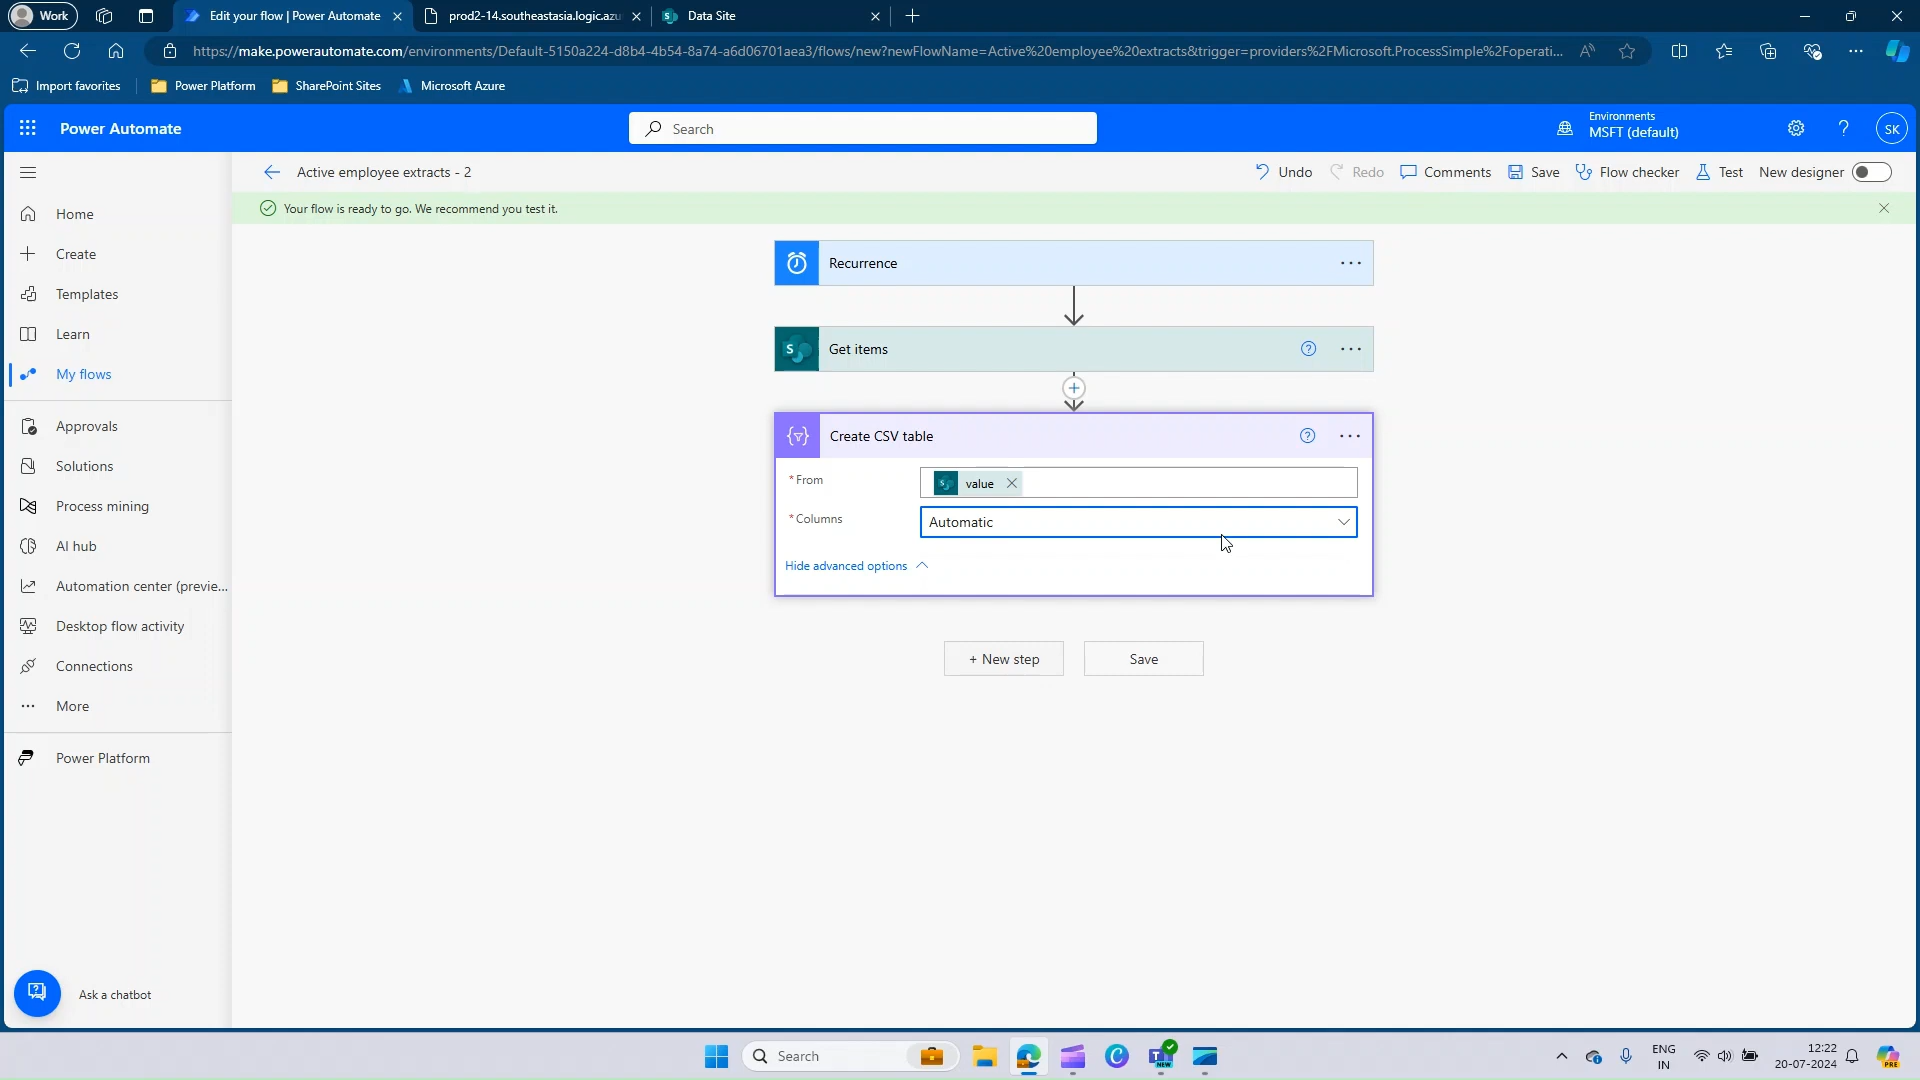 Work
Edit your flow | Power Automate
prod2-14.southeastasia.logic.azu
Data Site
https://make.powerautomate.com/environments/Default-5150a224-d8b4-4b54-8a74-a6d06701aea3/flows/new?newFlowName=Active%20employee%20extracts&trigger=providers%2FMicrosoft.ProcessSimple%2Foperati...
Import favorites
Power Platform
SharePoint Sites
Microsoft Azure
Power Automate
Search
Environments
MSFT (default)
SK
Active employee extracts - 2
Undo
Redo
Comments
Save
Flow checker
Test
New designer
Your flow is ready to go. We recommend you test it.
Home
Create
Templates
Learn
My flows
Approvals
Solutions
Process mining
AI hub
Automation center (previe...
Desktop flow activity
Connections
More
Power Platform
Ask a chatbot
Recurrence
Get items
Create CSV table
* From
value
* Columns
Automatic
Hide advanced options
+ New step
Save
Search
NEW
ENG
IN
12:22
20-07-2024
PRE